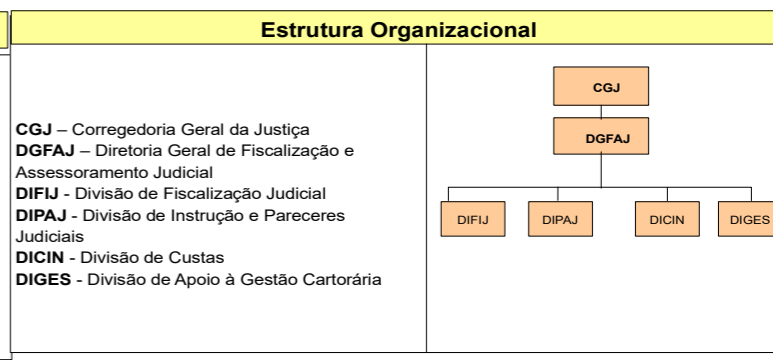 Estrutura Organizacional
CGJ – Corregedoria Geral da Justiça
DGFAJ – Diretoria Geral de Fiscalização e
Assessoramento Judicial
DIFIJ - Divisão de Fiscalização Judicial
DIPAJ - Divisão de Instrução e Pareceres
Judiciais
DICIN - Divisão de Custas
DIGES - Divisão de Apoio à Gestão Cartorária
CGJ
DGFAJ
DIFIJ
DIPAJ
DICIN
DIGES